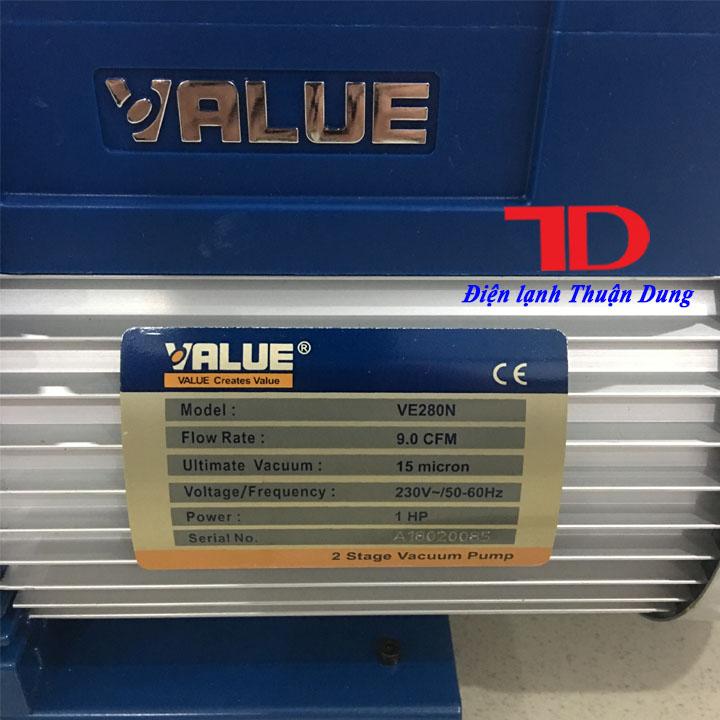 VALUE
TD
Điện lạnh Thuận Dung
VALUE®
VALUE Creates Value
CE
Model : VE280N
Flow Rate : 9.0 CFM
Ultimate Vacuum : 15 micron
Voltage/Frequency : 230V~/50-60Hz
Power : 1 HP
Serial No. A18020085
2 Stage Vacuum Pump